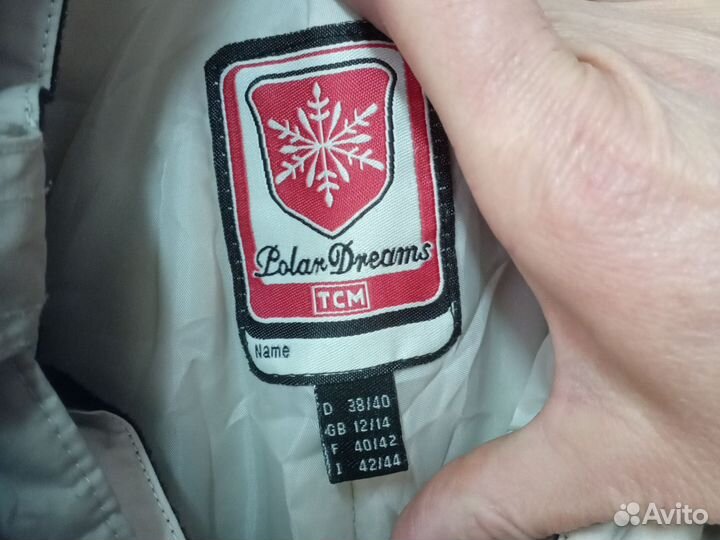 Polar Dreams
TCM
Name
D 38/40
GB 12/14
F 40/42
I 42/44
Avito